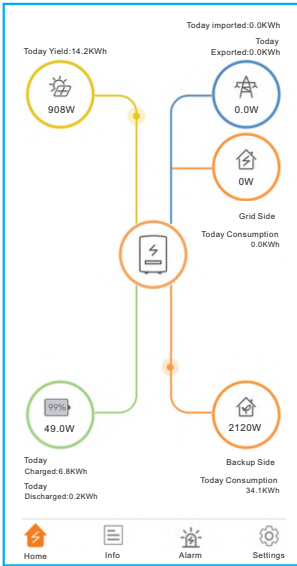 Today imported:0.0KWh
Today
Exported:0.0KWh
Today Yield:14.2KWh
908W
0.0W
0W
Grid Side
Today Consumption
0.0KWh
99%
49.0W
2120W
Today
Charged:6.8KWh
Today
Discharged:0.2KWh
Backup Side
Today Consumption
34.1KWh
Home
Info
Alarm
Settings